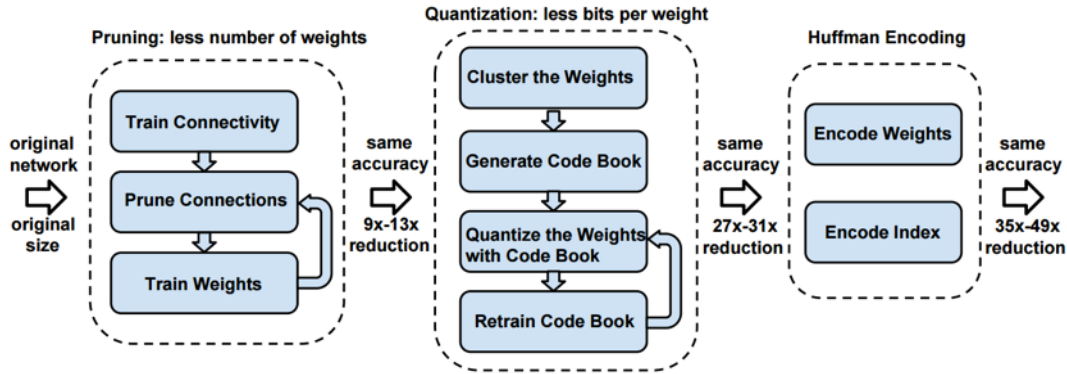 Pruning: less number of weights
Train Connectivity
Prune Connections
Train Weights
original
network
original
size
same
accuracy
9x-13x
reduction
Quantization: less bits per weight
Cluster the Weights
Generate Code Book
Quantize the Weights
with Code Book
Retrain Code Book
same
accuracy
27x-31x
reduction
Huffman Encoding
Encode Weights
Encode Index
same
accuracy
35x-49x
reduction